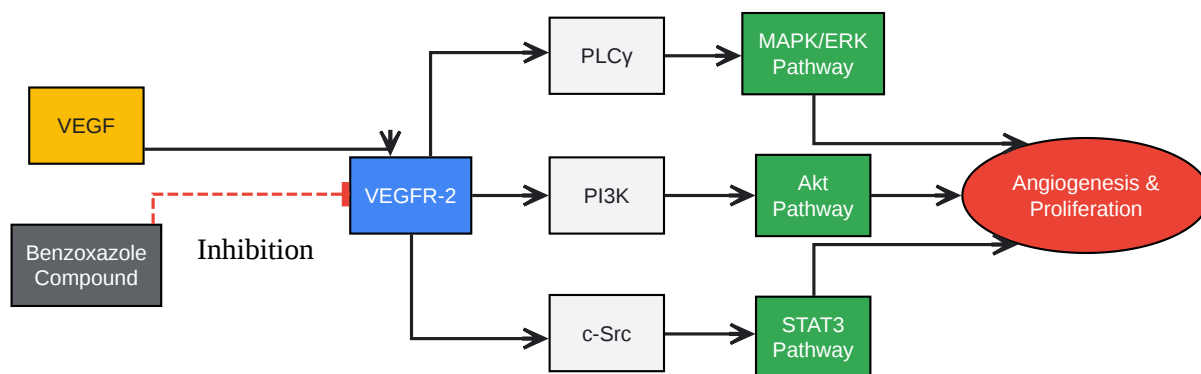 PLCγ
MAPK/ERK
Pathway
VEGF
VEGFR-2
PI3K
Akt
Pathway
Angiogenesis &
Proliferation
Benzoxazole
Compound
Inhibition
c-Src
STAT3
Pathway